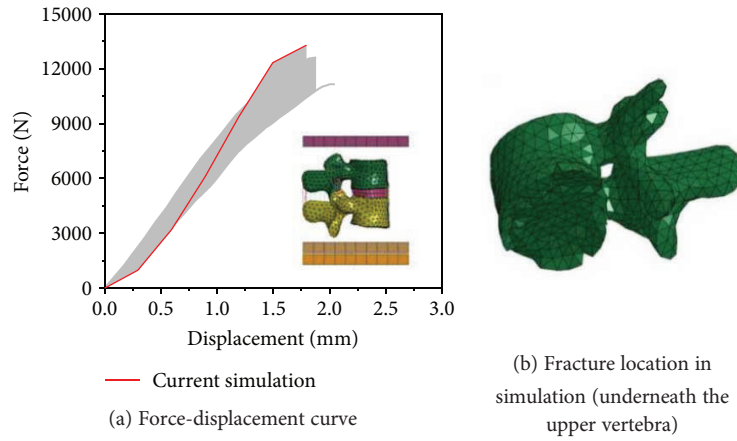 15000
12000
9000
6000
3000
0
Force (N)
0.0 0.5 1.0 1.5 2.0 2.5 3.0
Displacement (mm)
Current simulation
(a) Force-displacement curve
(b) Fracture location in
simulation (underneath the
upper vertebra)